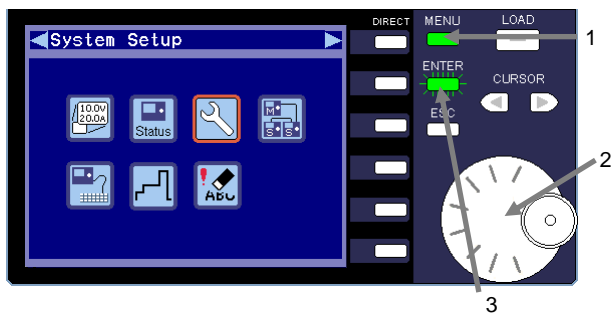 DIRECT MENU LOAD
System Setup
1
ENTER
CURSOR
10.0V
20.0A
Status
M
S S
ESC
2
ABC
3